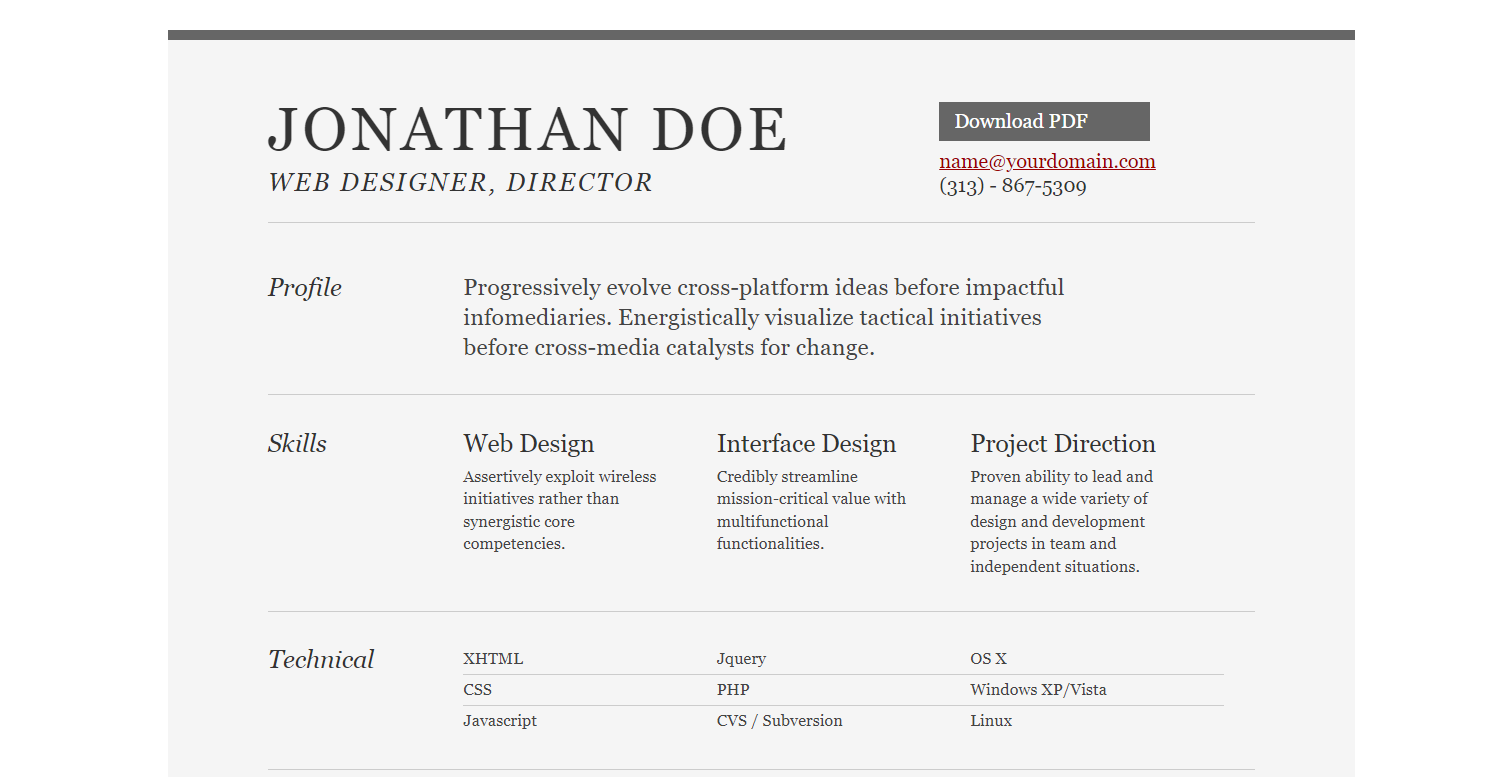 JONATHAN DOE
WEB DESIGNER, DIRECTOR
Download PDF
name@yourdomain.com
(313) - 867-5309
Profile
Progressively evolve cross-platform ideas before impactful
infomediaries. Energistically visualize tactical initiatives
before cross-media catalysts for change.
Skills
Web Design
Assertively exploit wireless
initiatives rather than
synergistic core
competencies.
Interface Design
Credibly streamline
mission-critical value with
multifunctional
functionalities.
Project Direction
Proven ability to lead and
manage a wide variety of
design and development
projects in team and
independent situations.
Technical
XHTML
CSS
Javascript
Jquery
PHP
CVS / Subversion
OS X
Windows XP/Vista
Linux